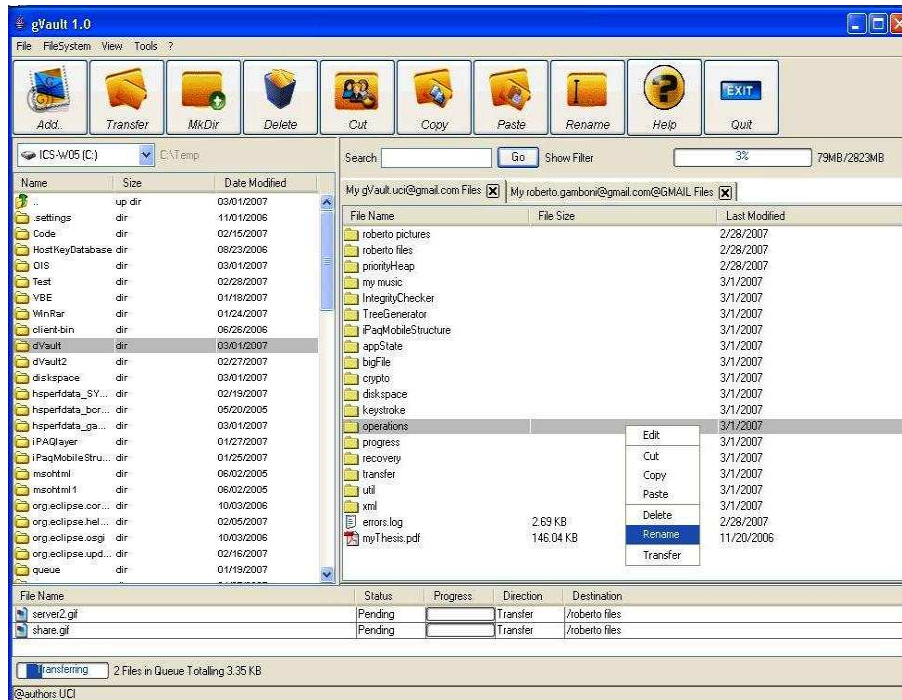 gVault 1.0
File FileSystem View Tools ?
Add.. Transfer MkDir Delete Cut Copy Paste Rename Help EXIT Quit
ICS-W05 (C:) C:\Temp
Name Size Date Modified
.. up dir 03/01/2007
.settings dir 11/01/2006
Code dir 02/15/2007
HostKeyDatabase dir 08/23/2006
OIS dir 03/01/2007
Test dir 02/28/2007
VBE dir 01/18/2007
WinRar dir 01/24/2007
client-bin dir 06/26/2006
dVault dir 03/01/2007
dVault2 dir 02/27/2007
diskspace dir 03/01/2007
hsperfdata_SY... dir 02/19/2007
hsperfdata_bcr... dir 05/20/2005
hsperfdata_ga... dir 03/01/2007
iPAQlayer dir 01/27/2007
iPaqMobileStru... dir 01/25/2007
msohtml dir 06/02/2005
msohtml1 dir 06/02/2005
org.eclipse.cor... dir 10/03/2006
org.eclipse.hel... dir 02/05/2007
org.eclipse.osgi dir 10/03/2006
org.eclipse.upd... dir 02/16/2007
queue dir 01/19/2007
Search Go Show Filter 3% 79MB/2823MB
My gVault.uci@gmail.com Files My roberto.gamboni@gmail.com@GMAIL Files
File Name File Size Last Modified
roberto pictures 2/28/2007
roberto files 2/28/2007
priorityHeap 2/28/2007
my music 3/1/2007
IntegrityChecker 3/1/2007
TreeGenerator 3/1/2007
iPaqMobileStructure 3/1/2007
appState 3/1/2007
bigFile 3/1/2007
crypto 3/1/2007
diskspace 3/1/2007
keystroke 3/1/2007
operations 3/1/2007
progress 3/1/2007
recovery 3/1/2007
transfer 3/1/2007
util 3/1/2007
xml 3/1/2007
errors.log 2.69 KB 2/28/2007
myThesis.pdf 146.04 KB 11/20/2006
Edit
Cut
Copy
Paste
Delete
Rename
Transfer
File Name Status Progress Direction Destination
server2.gif Pending Transfer /roberto files
share.gif Pending Transfer /roberto files
Transferring 2 Files in Queue Totalling 3.35 KB
@authors UCI